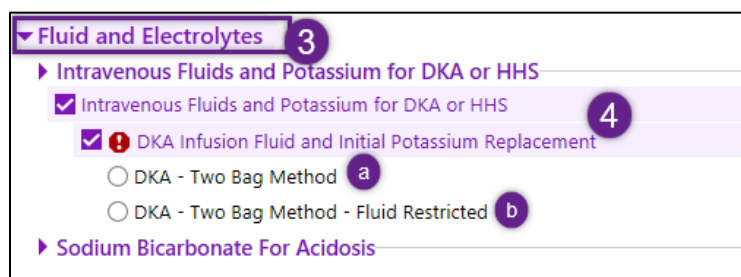 Fluid and Electrolytes 3
Intravenous Fluids and Potassium for DKA or HHS
Intravenous Fluids and Potassium for DKA or HHS 4
DKA Infusion Fluid and Initial Potassium Replacement
DKA - Two Bag Method a
DKA - Two Bag Method - Fluid Restricted b
Sodium Bicarbonate For Acidosis